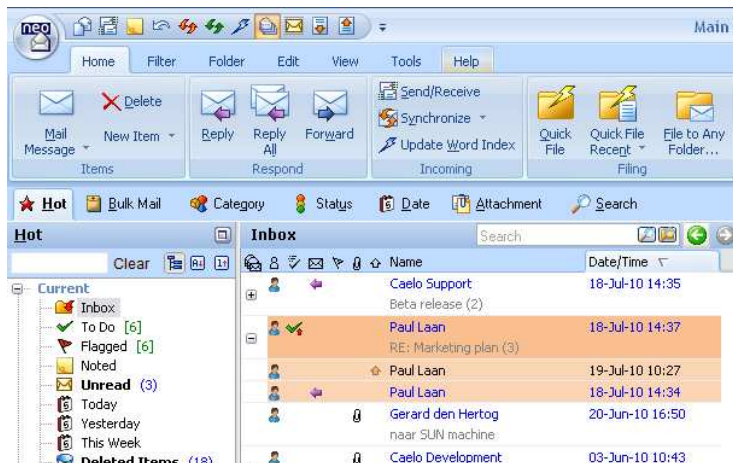 neo
Main
Home Filter Folder Edit View Tools Help
Mail Message
Delete
New Item
Reply
Reply All
Forward
Send/Receive
Synchronize
Update Word Index
Quick File
Quick File Recent
File to Any Folder...
Items Respond Incoming Filing
Hot Bulk Mail Category Status Date Attachment Search
Hot
Clear
Current
Inbox
To Do [6]
Flagged [6]
Noted
Unread (3)
Today
Yesterday
This Week
Deleted Items (18)
Inbox Search
Name Date/Time
Caelo Support 18-Jul-10 14:35
Beta release (2)
Paul Laan 18-Jul-10 14:37
RE: Marketing plan (3)
Paul Laan 19-Jul-10 10:27
Paul Laan 18-Jul-10 14:34
Gerard den Hertog 20-Jun-10 16:50
naar SUN machine
Caelo Development 03-Jun-10 10:43